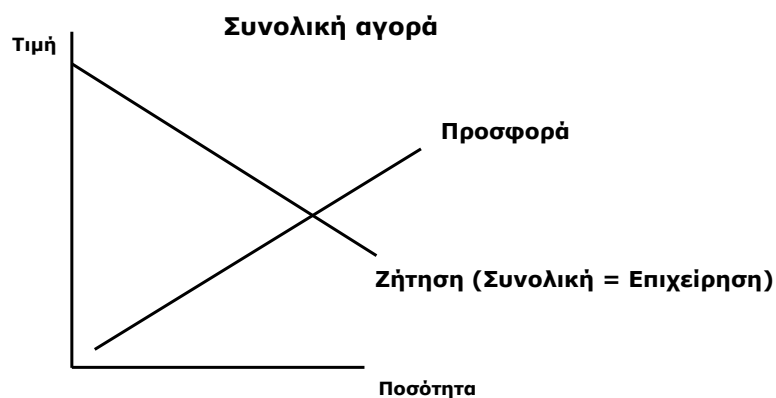 Συνολική αγορά
Τιμή
Προσφορά
Ζήτηση (Συνολική = Επιχείρηση)
Ποσότητα